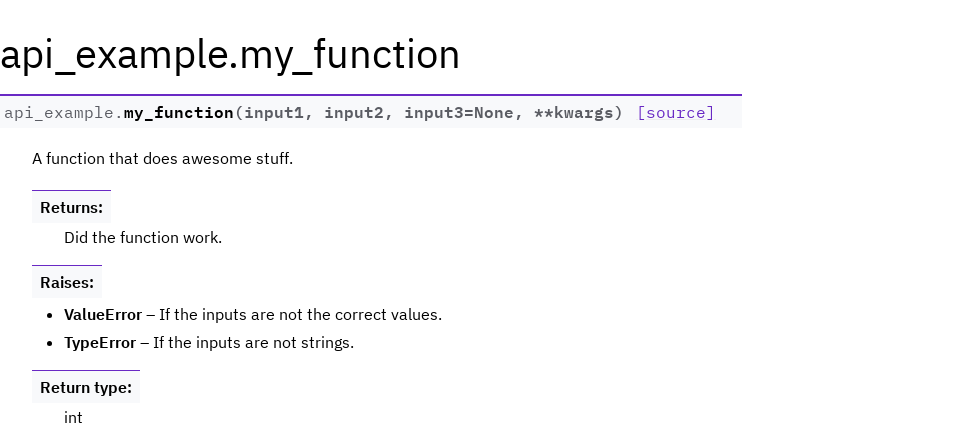 api_example.my_function
api_example.my_function(input1, input2, input3=None, **kwargs) [source]
A function that does awesome stuff.
Returns:
Did the function work.
Raises:
• ValueError – If the inputs are not the correct values.
• TypeError – If the inputs are not strings.
Return type:
int